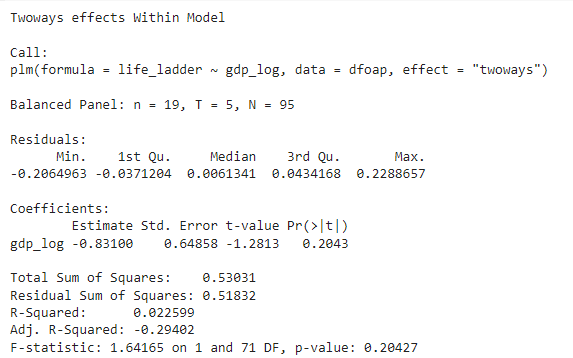 Twoways effects Within Model
Call:
plm(formula = life_ladder ~ gdp_log, data = dfoap, effect = "twoways")
Balanced Panel: n = 19, T = 5, N = 95
Residuals:
Min. 1st Qu. Median 3rd Qu. Max.
-0.2064963 -0.0371204 0.0061341 0.0434168 0.2288657
Coefficients:
Estimate Std. Error t-value Pr(>|t|)
gdp_log -0.83100 0.64858 -1.2813 0.2043
Total Sum of Squares: 0.53031
Residual Sum of Squares: 0.51832
R-Squared: 0.022599
Adj. R-Squared: -0.29402
F-statistic: 1.64165 on 1 and 71 DF, p-value: 0.20427